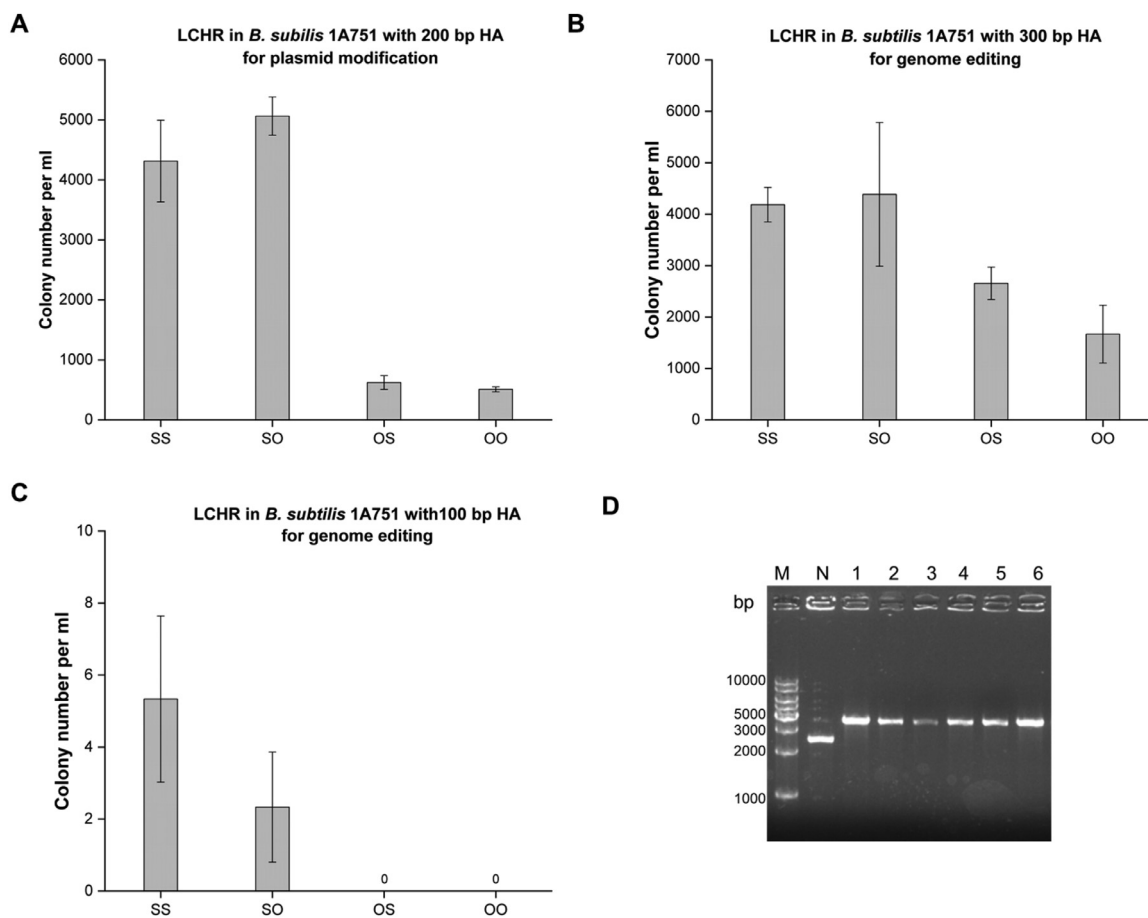 A
LCHR in B. subilis 1A751 with 200 bp HA
for plasmid modification
Colony number per ml
6000
5000
4000
3000
2000
1000
0
SS SO OS OO
B
LCHR in B. subtilis 1A751 with 300 bp HA
for genome editing
Colony number per ml
7000
6000
5000
4000
3000
2000
1000
0
SS SO OS OO
C
LCHR in B. subtilis 1A751 with100 bp HA
for genome editing
Colony number per ml
10
8
6
4
2
0
0 0
SS SO OS OO
D
M N 1 2 3 4 5 6
bp
10000
5000
3000
2000
1000